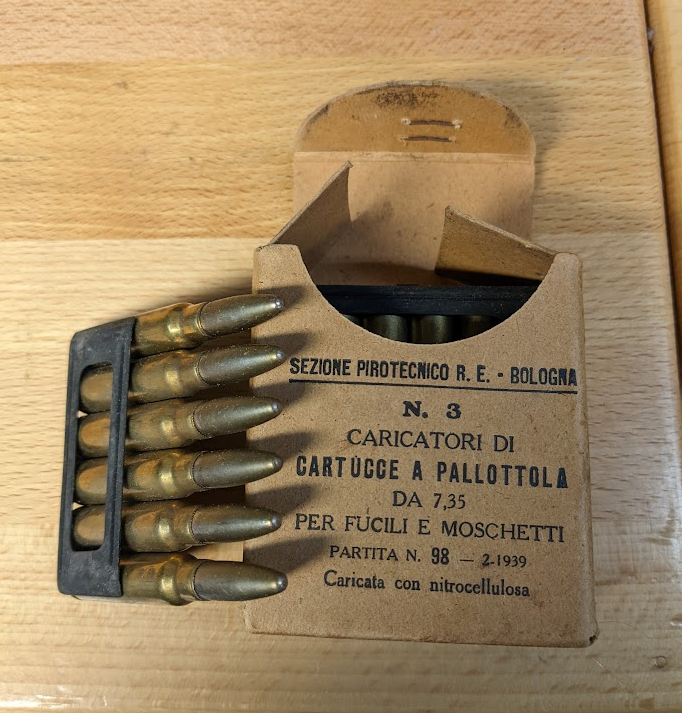 SEZIONE PIROTECNICO R. E. - BOLOGNA
N. 3
CARICATORI DI
CARTUCCE A PALLOTTOLA
DA 7,35
PER FUCILI E MOSCHETTI
PARTITA N. 98 — 2-1939
Caricata con nitrocellulosa